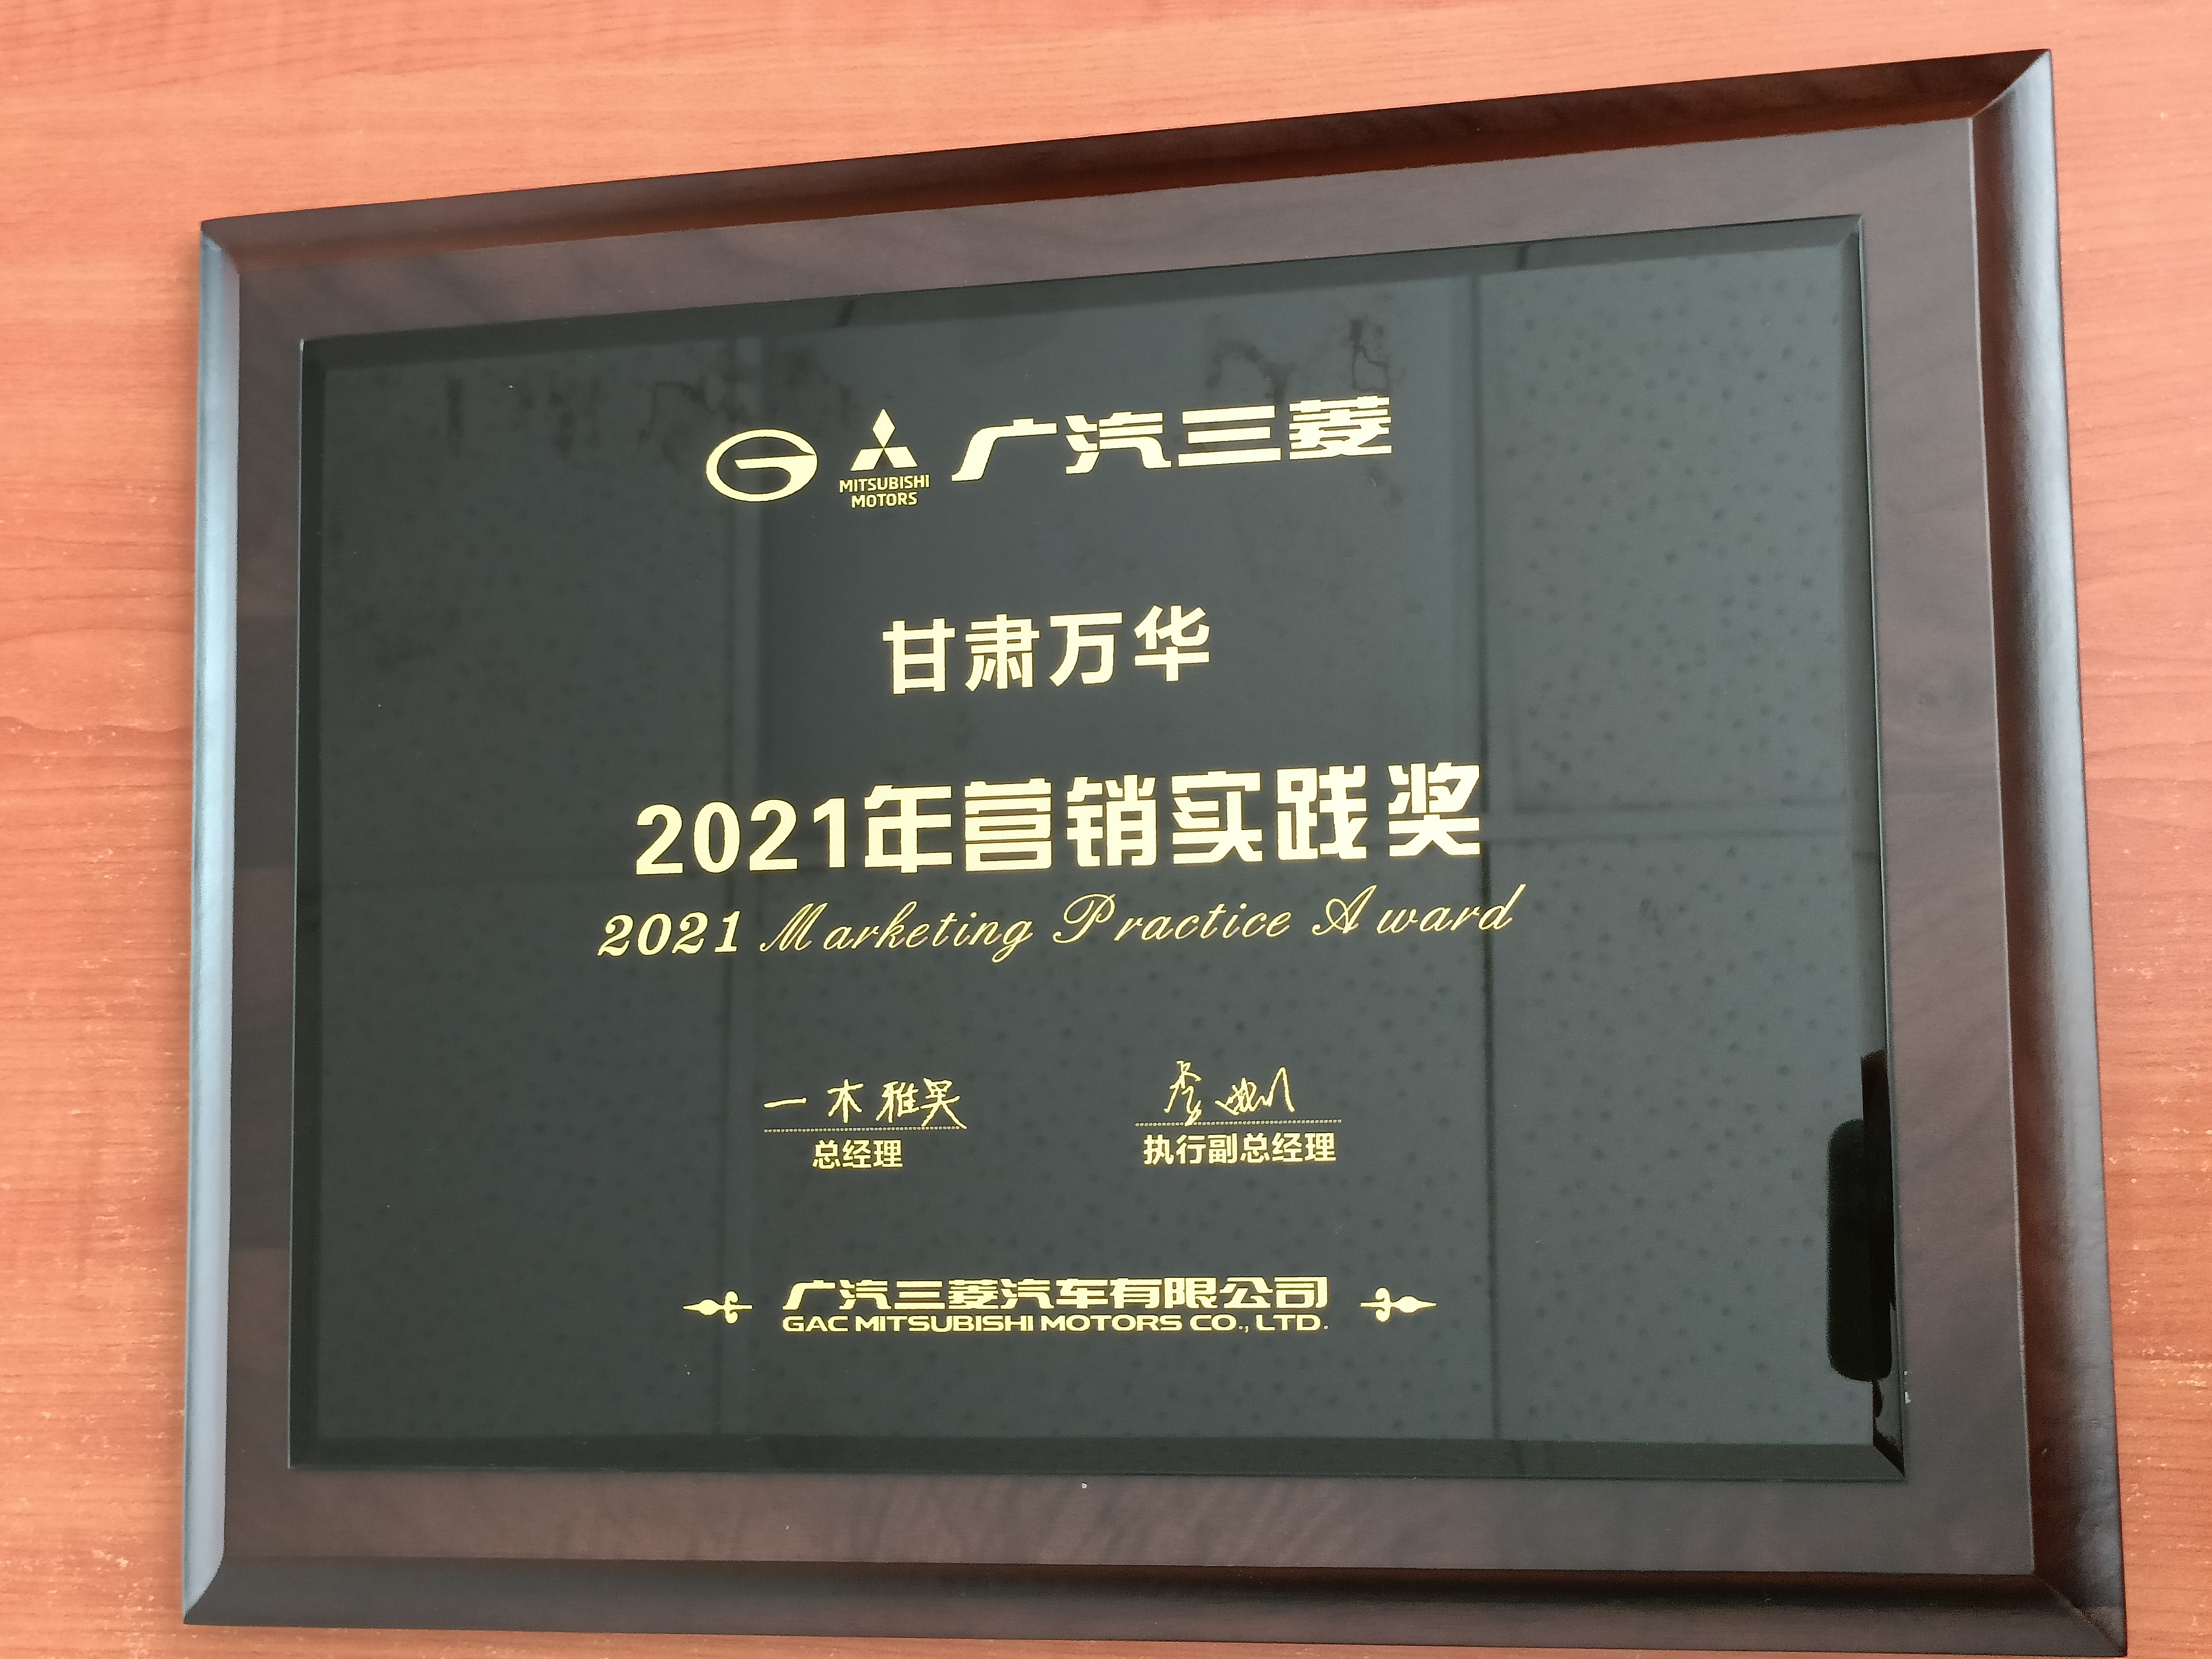 广汽三菱
MITSUBISHI
MOTORS
甘肃万华
2021年营销实践奖
2021 Marketing Practice Award
一木雅昊
总经理
执行副总经理
广汽三菱汽车有限公司
GAC MITSUBISHI MOTORS CO., LTD.